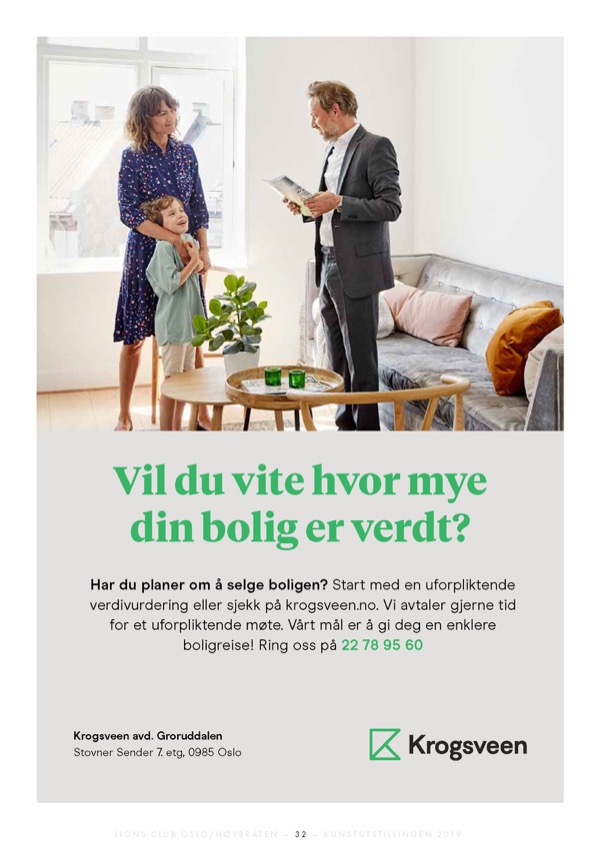 Vil du vite hvor mye
din bolig er verdt?
Har du planer om å selge boligen? Start med en uforpliktende
verdivurdering eller sjekk på krogsveen.no. Vi avtaler gjerne tid
for et uforpliktende møte. Vårt mål er å gi deg en enklere
boligreise! Ring oss på 22 78 95 60
Krogsveen avd. Groruddalen
Stovner Sender 7. etg, 0985 Oslo
Krogsveen
LIONS CLUB OSLO/HØYBRÅTEN — 32 — KUNSTUTSTILLINGEN 2019